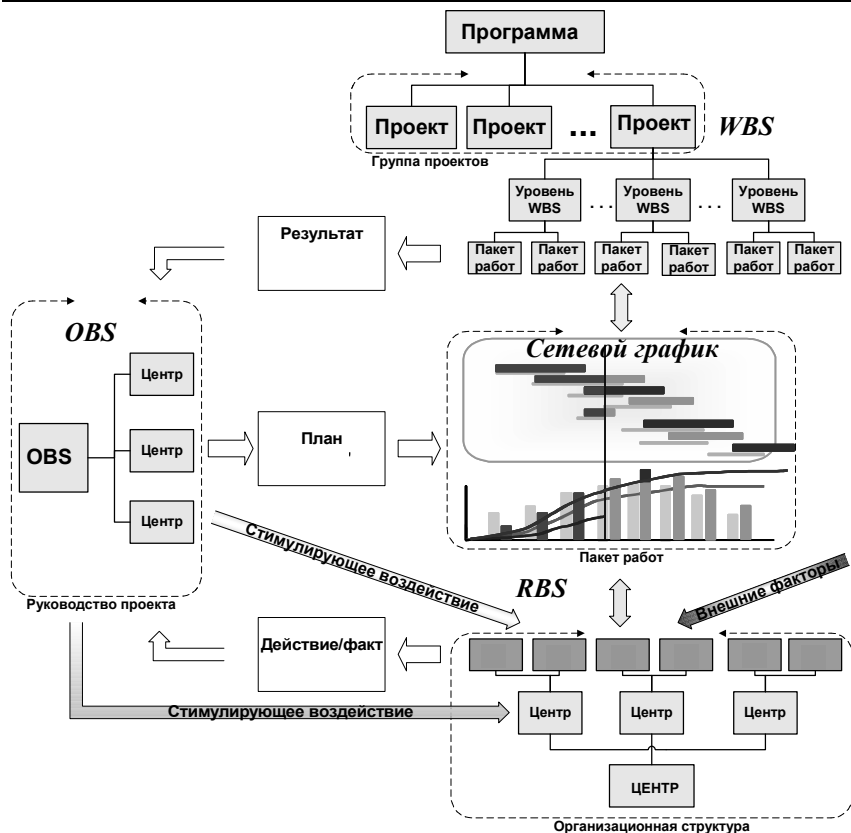 Программа
Проект
Проект
...
Проект
WBS
Группа проектов
Уровень
WBS
...
Уровень
WBS
...
Уровень
WBS
Пакет
работ
Пакет
работ
Пакет
работ
Пакет
работ
Пакет
работ
Пакет
работ
Результат
OBS
Сетевой график
Центр
OBS
Центр
Центр
План
,
Стимулирующее воздействие
Пакет работ
Внешние факторы
RBS
Руководство проекта
Действие/факт
Стимулирующее воздействие
Центр
Центр
Центр
ЦЕНТР
Организационная структура